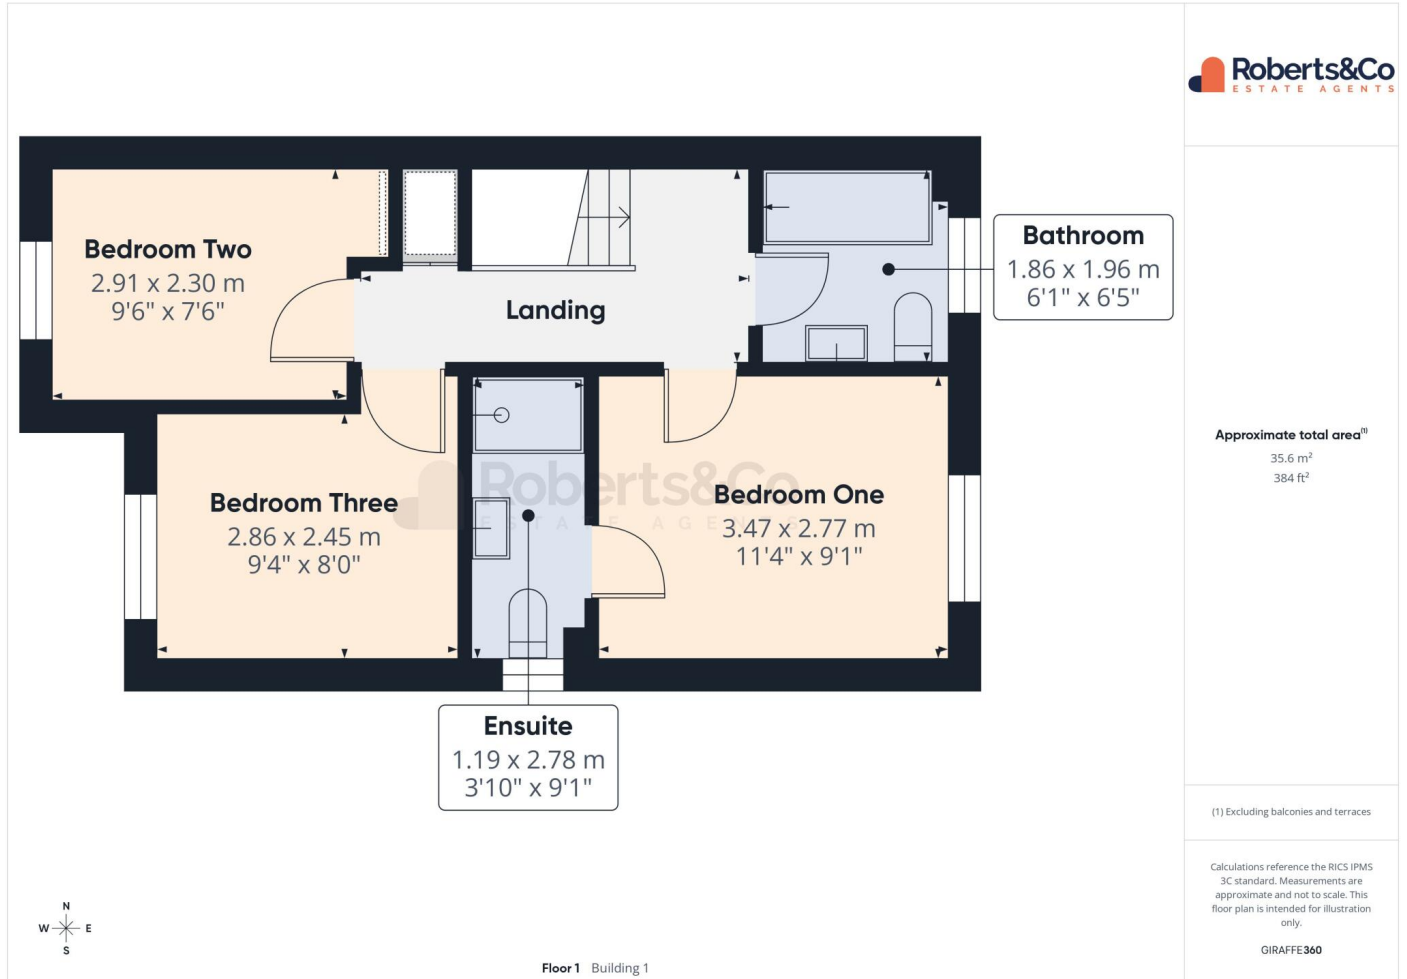 Roberts&Co
ESTATE AGENTS
Bedroom Two
2.91 x 2.30 m
9'6" x 7'6"
Landing
Bathroom
1.86 x 1.96 m
6'1" x 6'5"
Bedroom Three
2.86 x 2.45 m
9'4" x 8'0"
Roberts&Co
ESTATE AGENTS
Bedroom One
3.47 x 2.77 m
11'4" x 9'1"
Ensuite
1.19 x 2.78 m
3'10" x 9'1"
Approximate total area(1)
35.6 m²
384 ft²
(1) Excluding balconies and terraces
Calculations reference the RICS IPMS
3C standard. Measurements are
approximate and not to scale. This
floor plan is intended for illustration
only.
GIRAFFE360
N
W E
S
Floor 1 Building 1